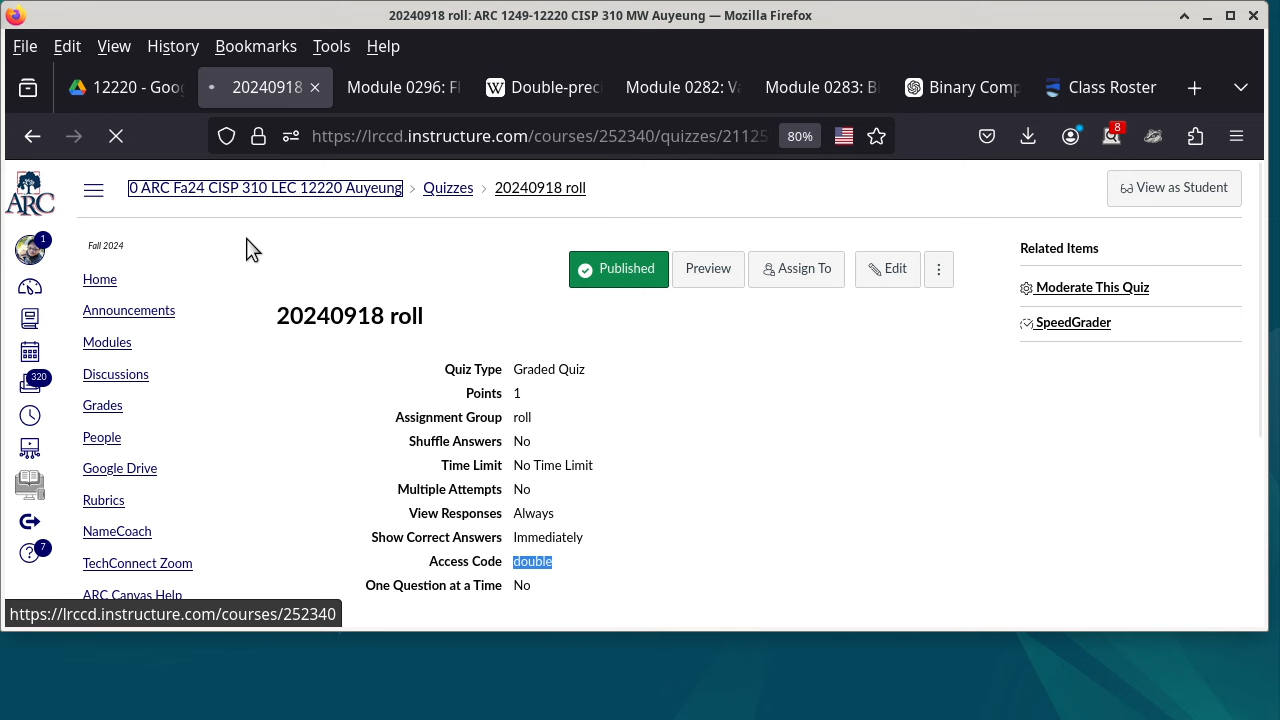 20240918 roll: ARC 1249-12220 CISP 310 MW Auyeung — Mozilla Firefox
File Edit View History Bookmarks Tools Help
12220 - Goo 20240918 Module 0296: Fl Double-prec Module 0282: Va Module 0283: Bi Binary Comp Class Roster
https://lrccd.instructure.com/courses/252340/quizzes/21125 80% 8
ARC
0 ARC Fa24 CISP 310 LEC 12220 Auyeung > Quizzes > 20240918 roll
View as Student
1
Fall 2024
Home
Announcements
Modules
Discussions
320
Grades
People
Google Drive
Rubrics
NameCoach
7
TechConnect Zoom
ARC Canvas Help
Published Preview Assign To Edit
20240918 roll
Quiz Type Graded Quiz
Points 1
Assignment Group roll
Shuffle Answers No
Time Limit No Time Limit
Multiple Attempts No
View Responses Always
Show Correct Answers Immediately
Access Code double
One Question at a Time No
Related Items
Moderate This Quiz
SpeedGrader
https://lrccd.instructure.com/courses/252340